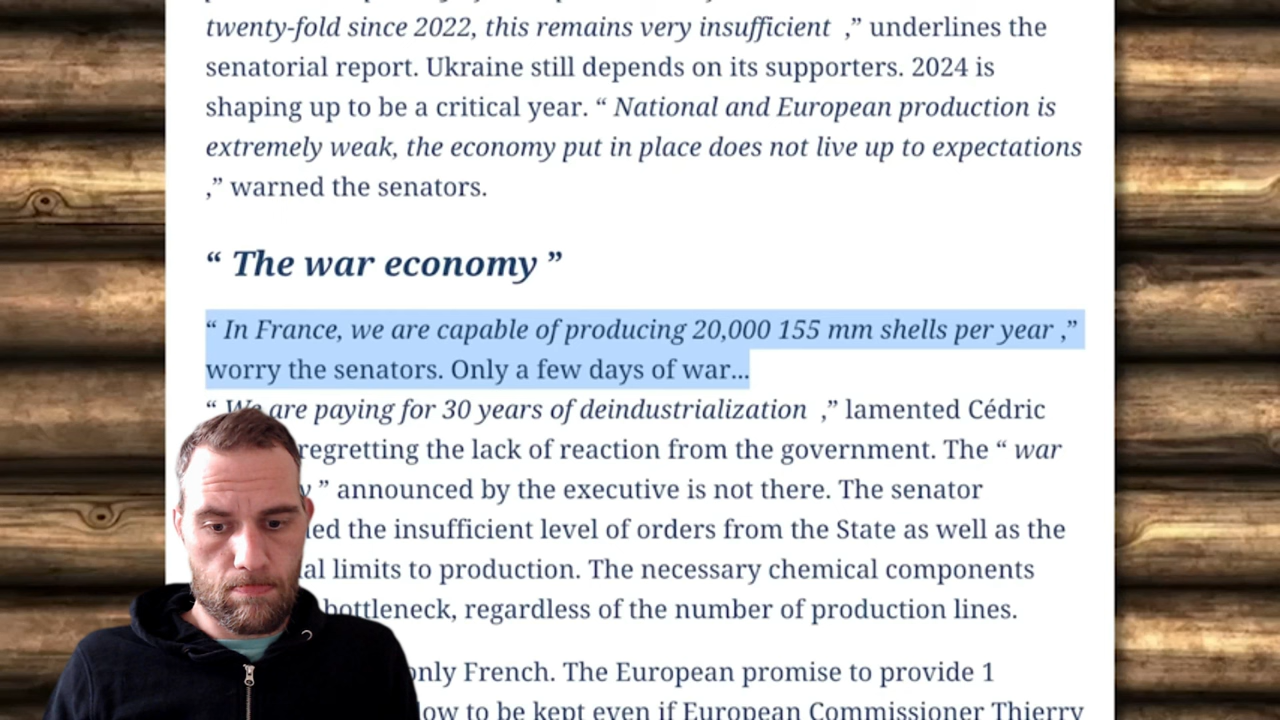 twenty-fold since 2022, this remains very insufficient ,” underlines the
senatorial report. Ukraine still depends on its supporters. 2024 is
shaping up to be a critical year. “ National and European production is
extremely weak, the economy put in place does not live up to expectations
,” warned the senators.
“ The war economy ”
“ In France, we are capable of producing 20,000 155 mm shells per year ,”
worry the senators. Only a few days of war...
“ We are paying for 30 years of deindustrialization ,” lamented Cédric
regretting the lack of reaction from the government. The “ war
” announced by the executive is not there. The senator
the insufficient level of orders from the State as well as the
limits to production. The necessary chemical components
bottleneck, regardless of the number of production lines.
only French. The European promise to provide 1
to be kept even if European Commissioner Thierry